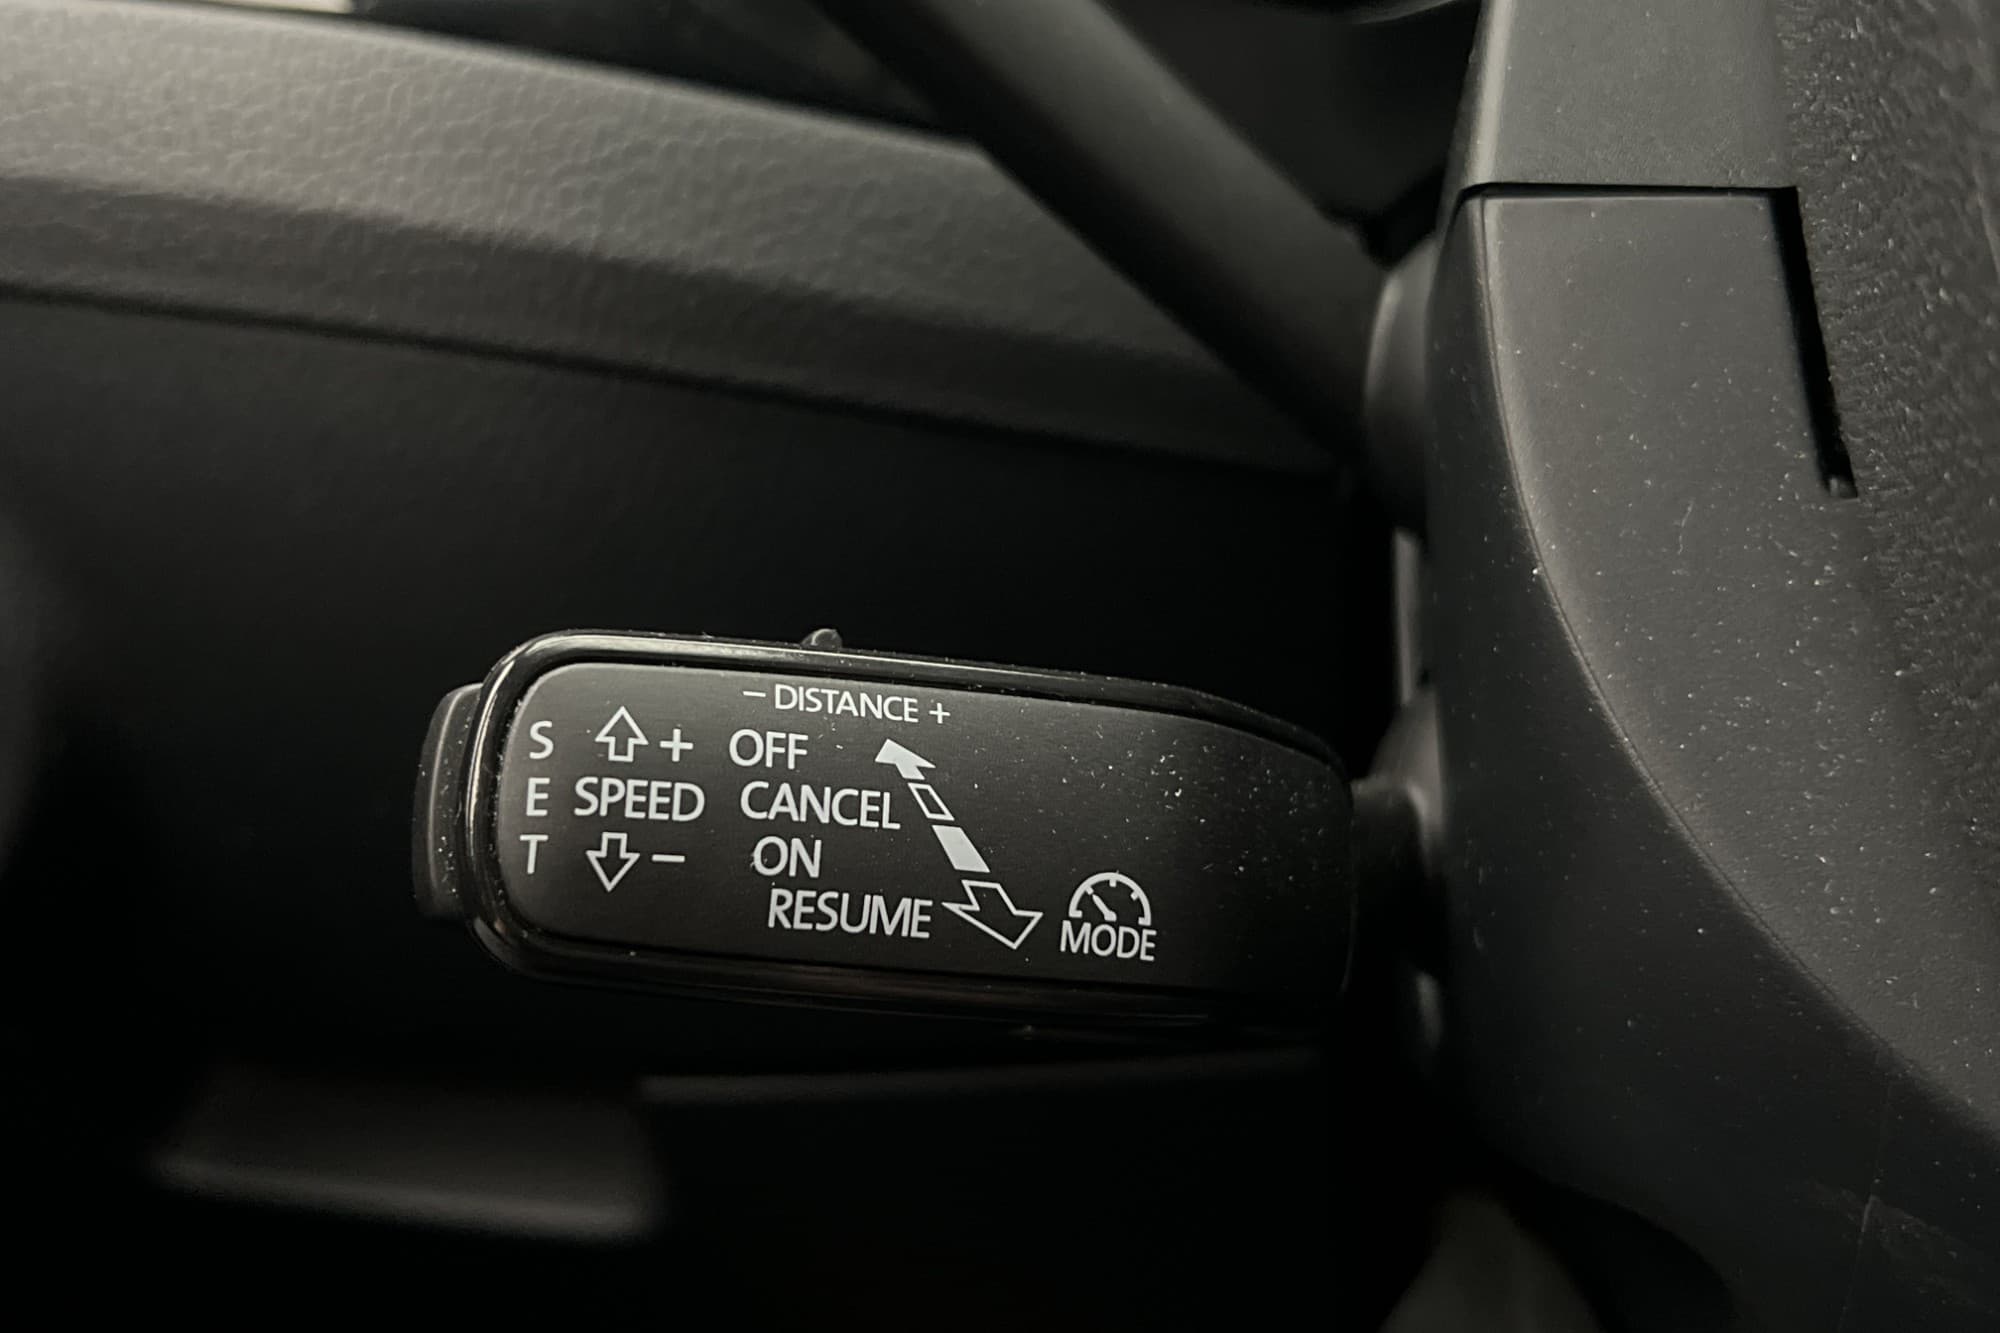 - DISTANCE +
S + OFF
E SPEED CANCEL
T - ON
RESUME
MODE